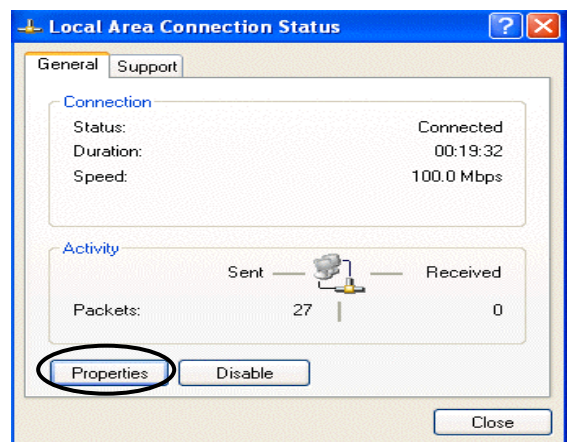 Local Area Connection Status
General Support
Connection
Status: Connected
Duration: 00:19:32
Speed: 100.0 Mbps
Activity
Sent Received
Packets: 27 0
Properties Disable
Close